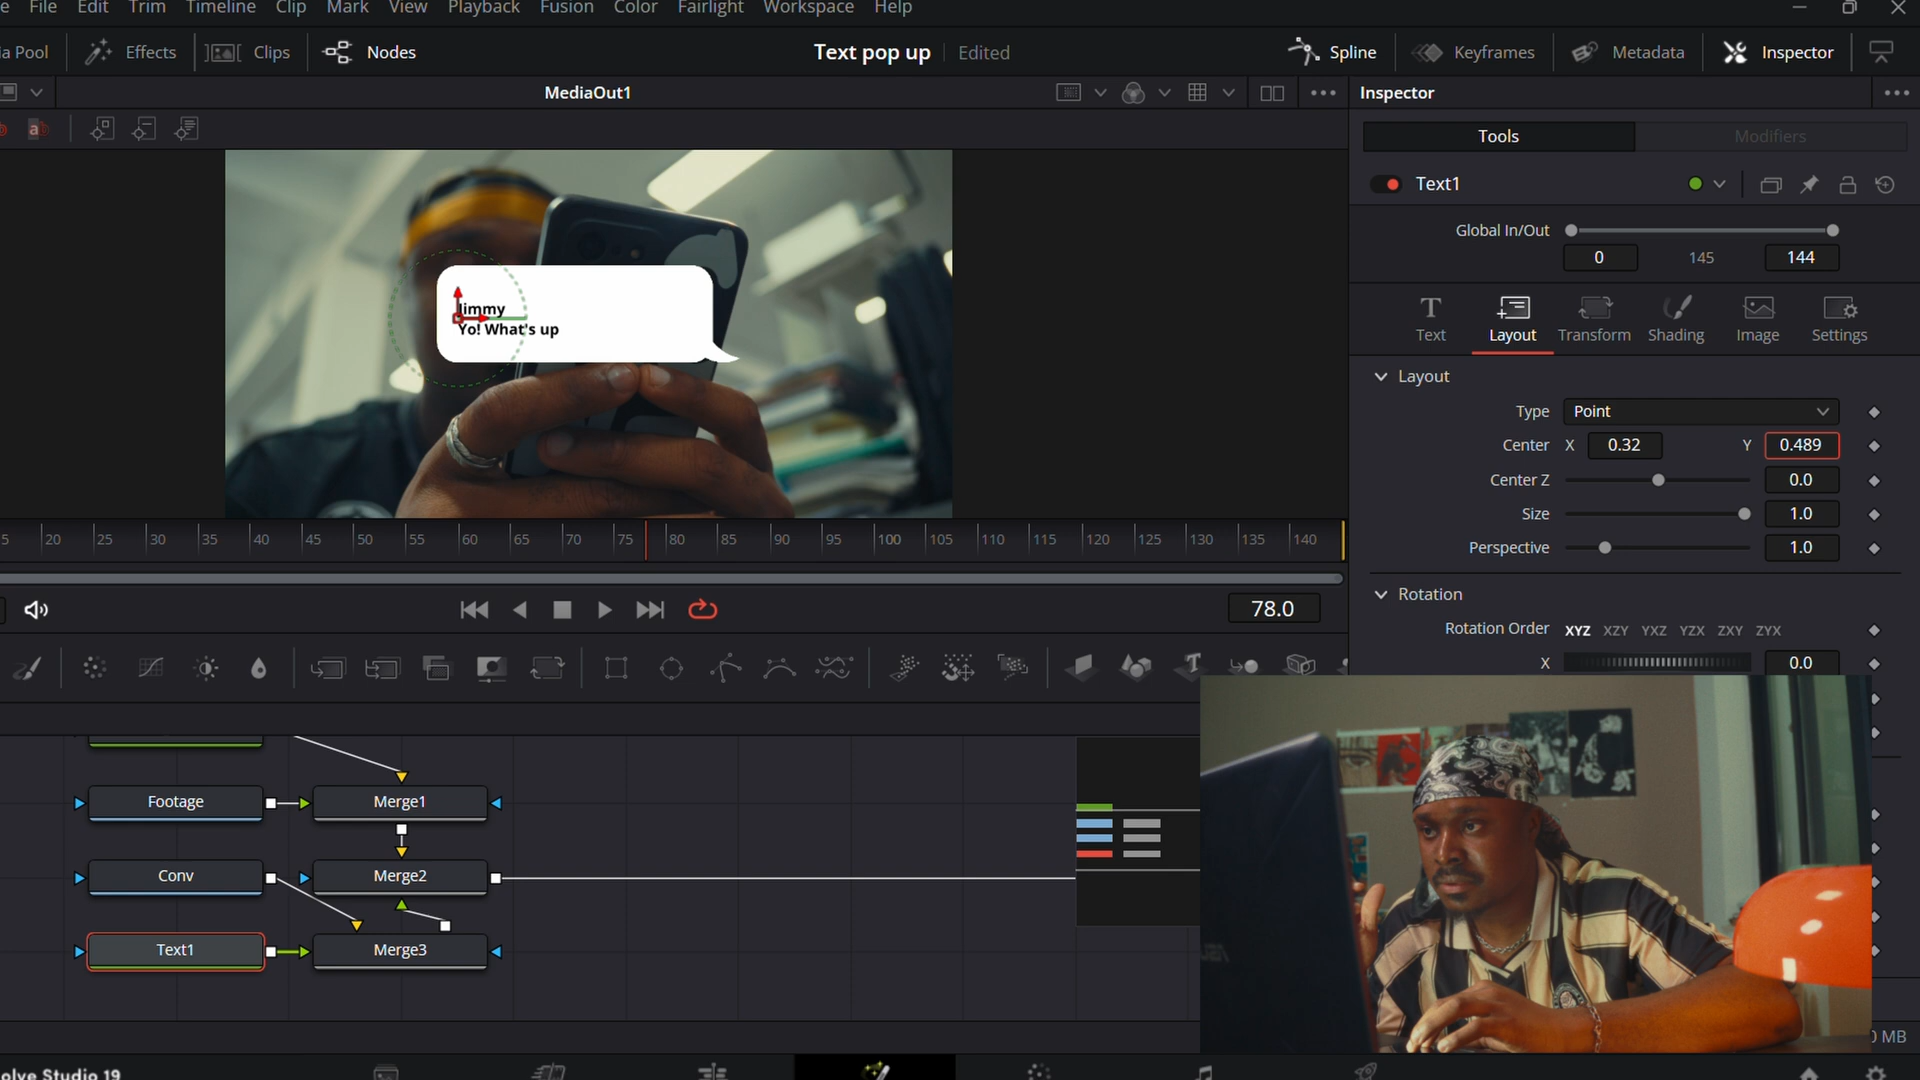 File Edit Trim Timeline Clip Mark View Playback Fusion Color Fairlight Workspace Help
Pool Effects Clips Nodes Text pop up Edited Spline Keyframes Metadata Inspector
MediaOut1 Inspector
Tools Modifiers
Text1
Global In/Out
0 145 144
Text Layout Transform Shading Image Settings
Layout
Type Point
Center X 0.32 Y 0.489
Center Z 0.0
Size 1.0
Perspective 1.0
Rotation
Rotation Order XYZ XZY YXZ YZX ZXY ZYX
X 0.0
Jimmy
Yo! What's up
5 20 25 30 35 40 45 50 55 60 65 70 75 80 85 90 95 100 105 110 115 120 125 130 135 140
78.0
Footage Merge1
Conv Merge2
Text1 Merge3
MB
olve Studio 19